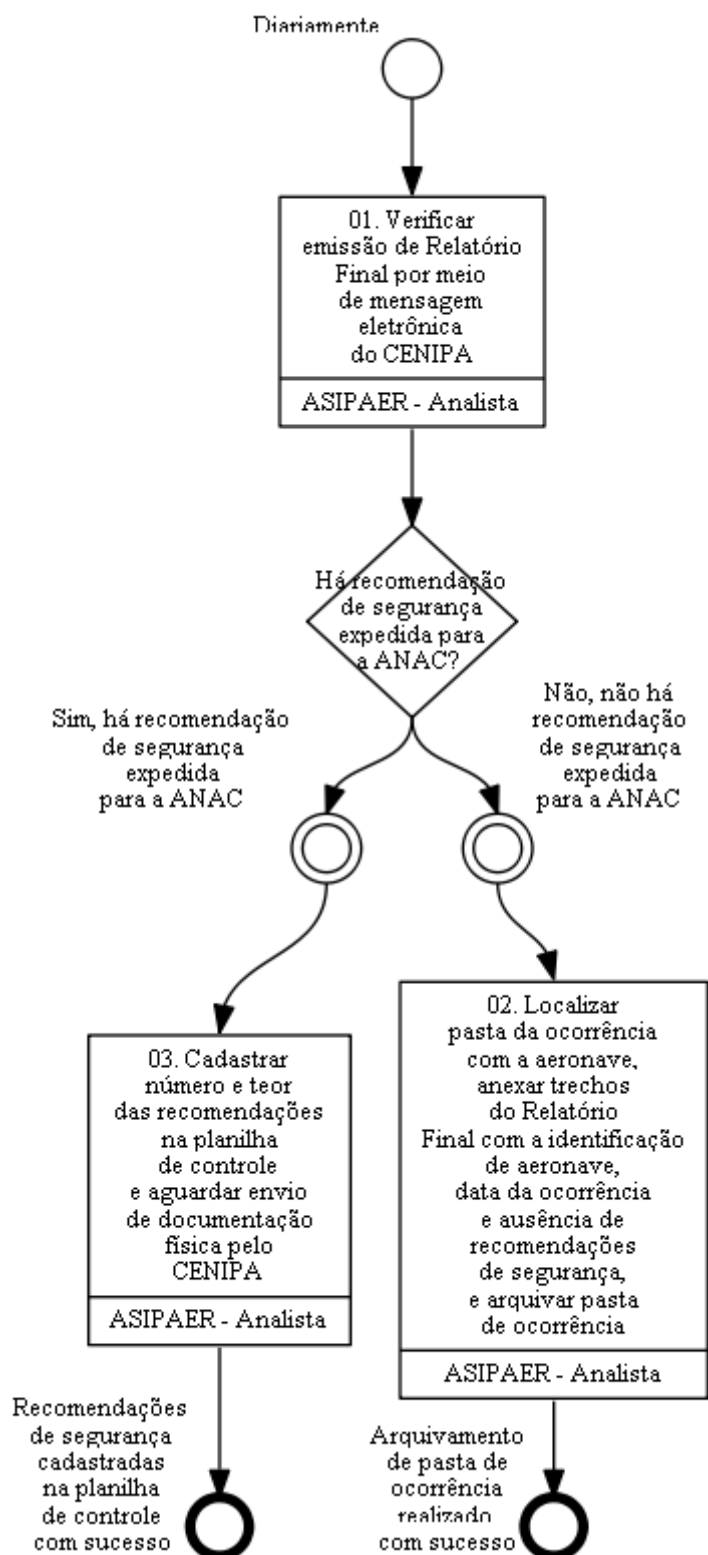 Diariamente
01. Verificar
emissão de Relatório
Final por meio
de mensagem
eletrônica
do CENIPA
ASIPAER - Analista
Há recomendação
de segurança
expedida para
a ANAC?
Sim, há recomendação
de segurança
expedida
para a ANAC
Não, não há
recomendação
de segurança
expedida
para a ANAC
03. Cadastrar
número e teor
das recomendações
na planilha
de controle
e aguardar envio
de documentação
física pelo
CENIPA
ASIPAER - Analista
02. Localizar
pasta da ocorrência
com a aeronave,
anexar trechos
do Relatório
Final com a identificação
de aeronave,
data da ocorrência
e ausência de
recomendações
de segurança,
e arquivar pasta
de ocorrência
ASIPAER - Analista
Recomendações
de segurança
cadastradas
na planilha
de controle
com sucesso
Arquivamento
de pasta de
ocorrência
realizado
com sucesso